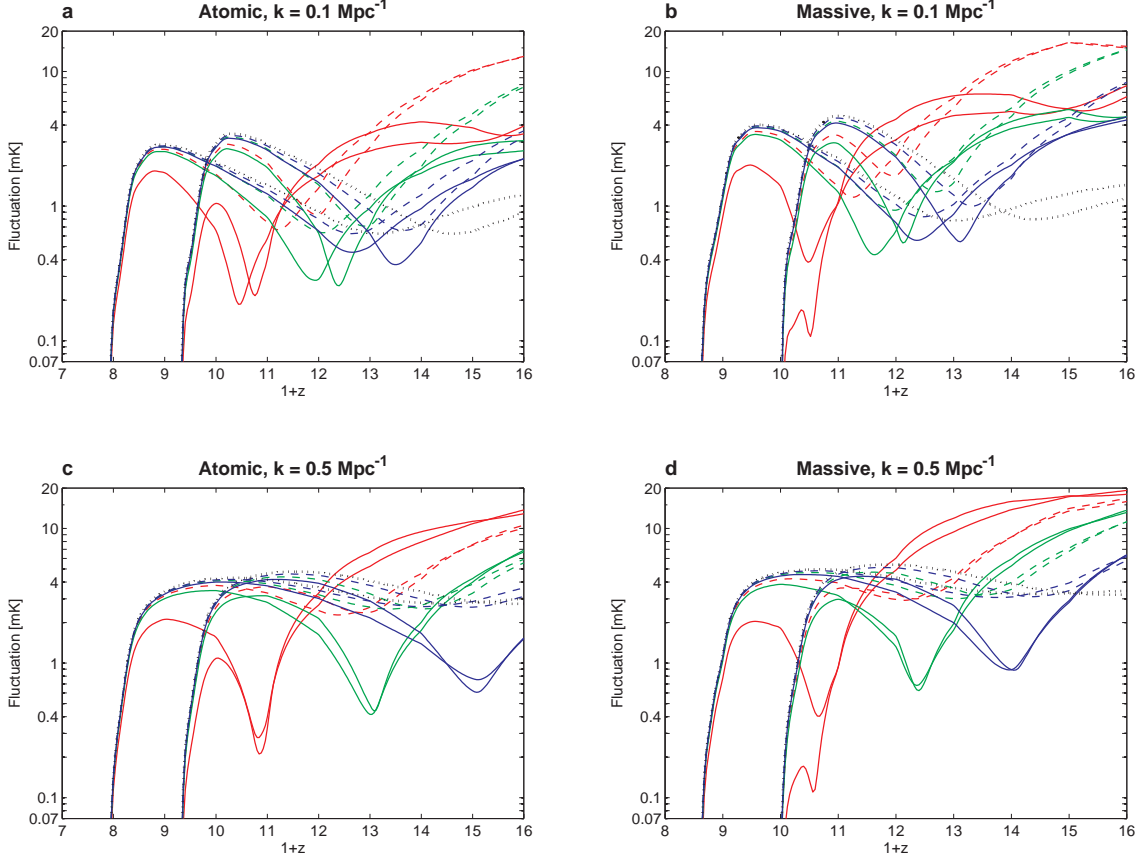 a Atomic, k = 0.1 Mpc⁻¹
20
10
4
1
0.4
0.1
0.07
Fluctuation [mK]
7 8 9 10 11 12 13 14 15 16
1+z
b Massive, k = 0.1 Mpc⁻¹
20
10
4
1
0.4
0.1
0.07
Fluctuation [mK]
8 9 10 11 12 13 14 15 16
1+z
c Atomic, k = 0.5 Mpc⁻¹
20
10
4
1
0.4
0.1
0.07
Fluctuation [mK]
7 8 9 10 11 12 13 14 15 16
1+z
d Massive, k = 0.5 Mpc⁻¹
20
10
4
1
0.4
0.1
0.07
Fluctuation [mK]
8 9 10 11 12 13 14 15 16
1+z